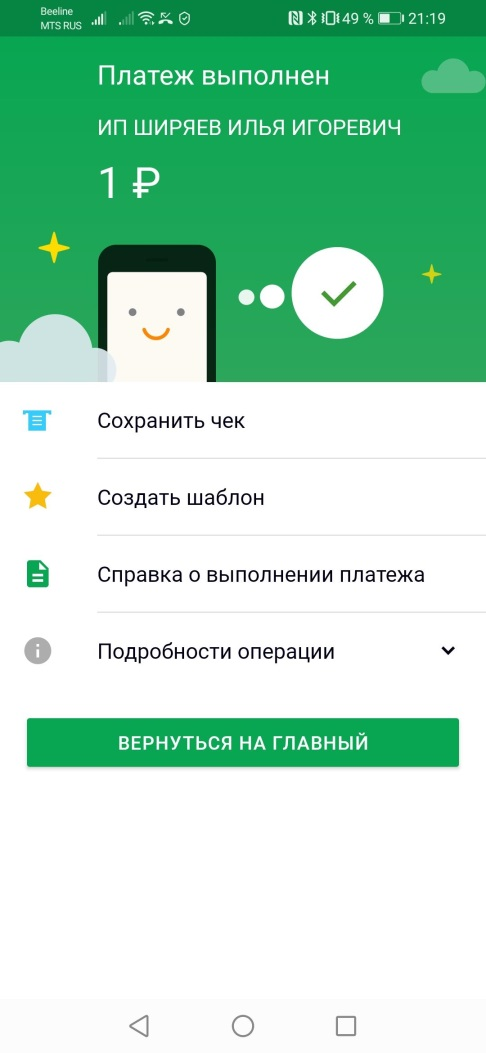 Beeline
MTS RUS
49 %
21:19
Платеж выполнен
ИП ШИРЯЕВ ИЛЬЯ ИГОРЕВИЧ
1 ₽
Сохранить чек
Создать шаблон
Справка о выполнении платежа
Подробности операции
ВЕРНУТЬСЯ НА ГЛАВНЫЙ